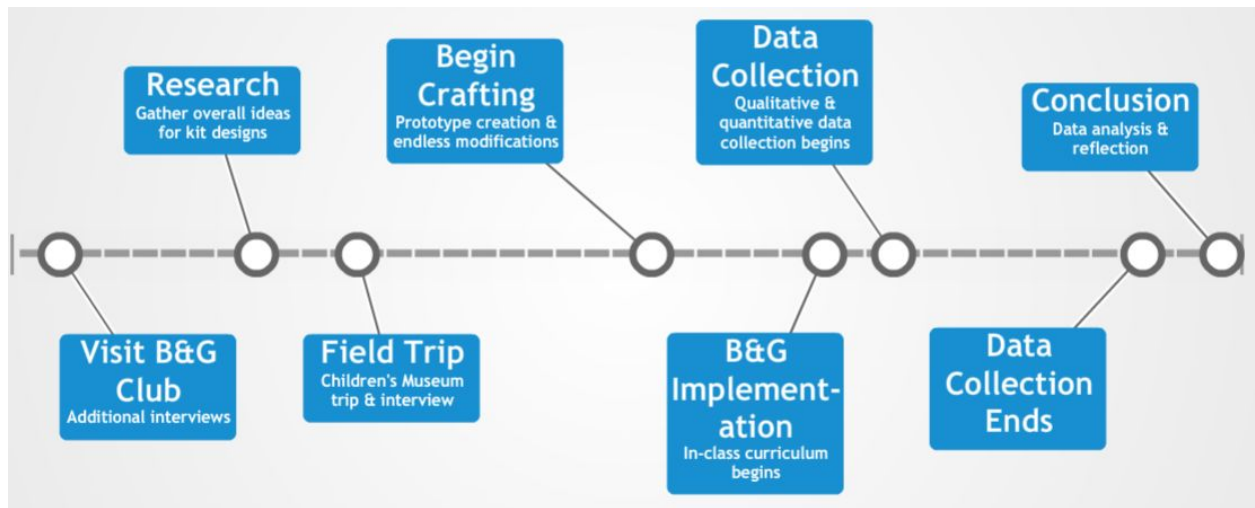 Visit B&G
Club
Additional interviews
Research
Gather overall ideas
for kit designs
Field Trip
Children's Museum
trip & interview
Begin
Crafting
Prototype creation &
endless modifications
B&G
Implement-
ation
In-class curriculum
begins
Data
Collection
Qualitative &
quantitative data
collection begins
Data
Collection
Ends
Conclusion
Data analysis &
reflection